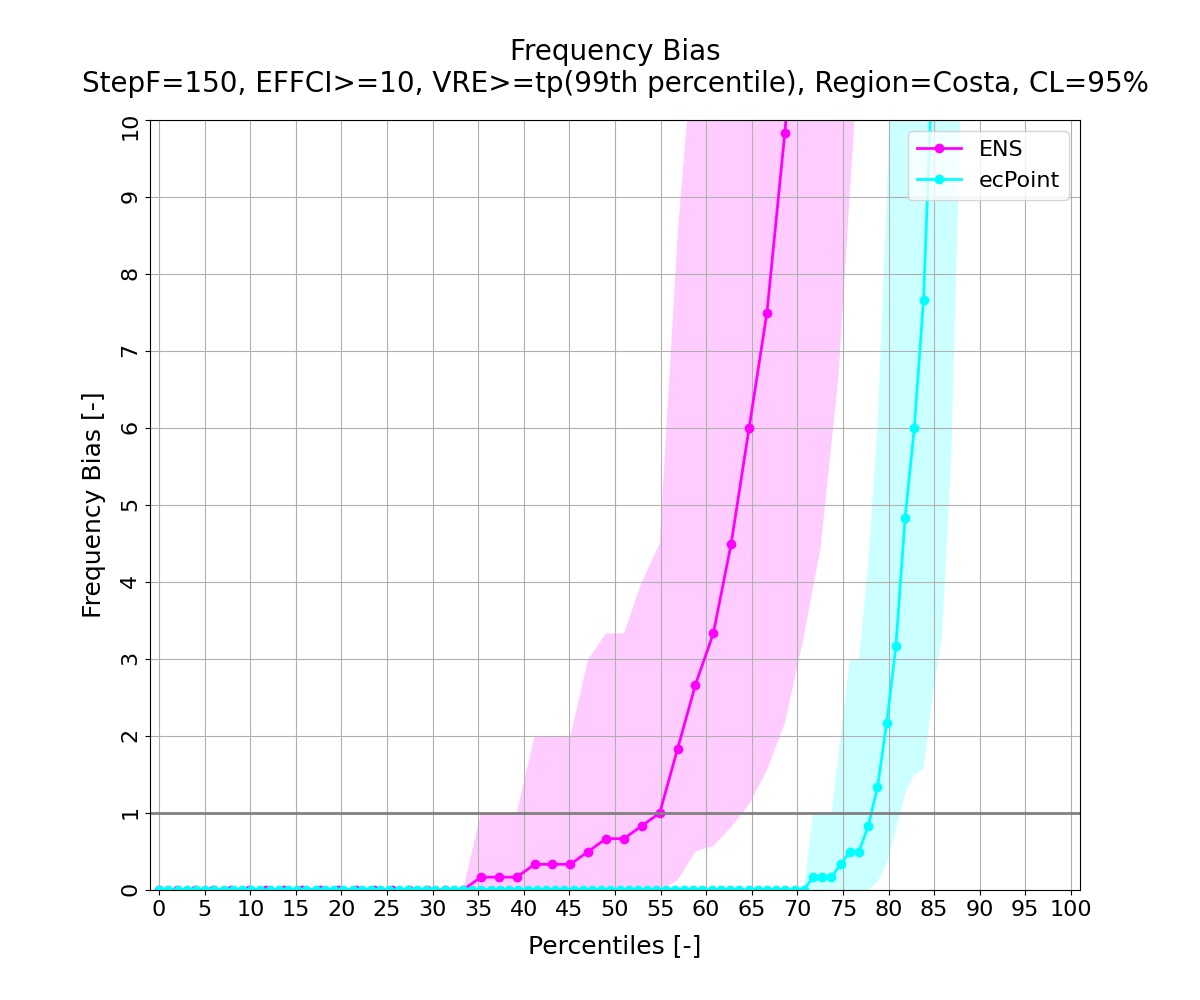 Frequency Bias
StepF=150, EFFCI>=10, VRE>=tp(99th percentile), Region=Costa, CL=95%
10
9
8
7
6
5
4
3
2
1
0
Frequency Bias [-]
ENS
ecPoint
0 5 10 15 20 25 30 35 40 45 50 55 60 65 70 75 80 85 90 95 100
Percentiles [-]